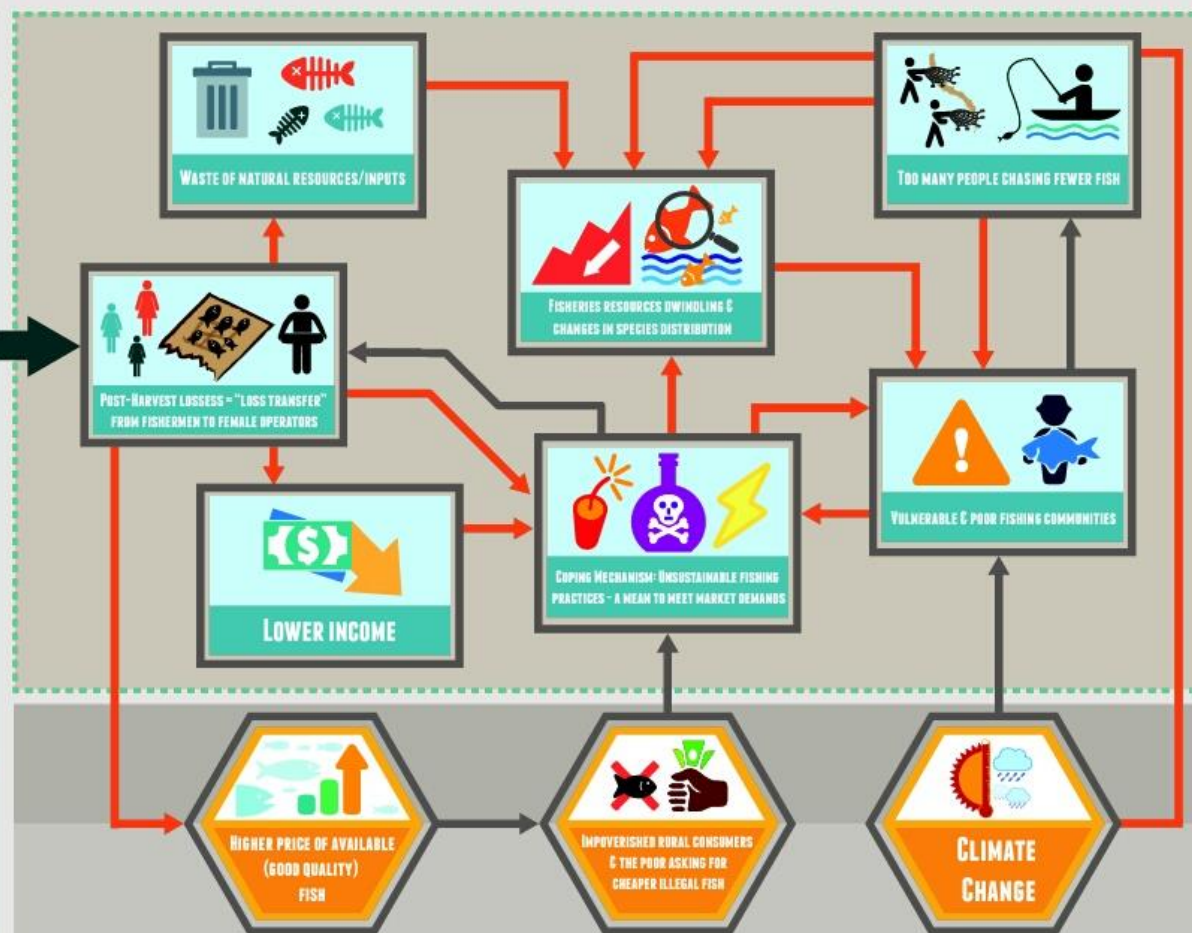 WASTE OF NATURAL RESOURCES/INPUTS
TOO MANY PEOPLE CHASING FEWER FISH
FISHERIES RESOURCES DWINDLING &
CHANGES IN SPECIES DISTRIBUTION
POST-HARVEST LOSSESS = "LOSS TRANSFER"
FROM FISHERMEN TO FEMALE OPERATORS
VULNERABLE & POOR FISHING COMMUNITIES
COPING MECHANISM: UNSUSTAINABLE FISHING
PRACTICES - A MEAN TO MEET MARKET DEMANDS
LOWER INCOME
HIGHER PRICE OF AVAILABLE
(GOOD QUALITY)
FISH
IMPOVERISHED RURAL CONSUMERS
& THE POOR ASKING FOR
CHEAPER ILLEGAL FISH
CLIMATE
CHANGE